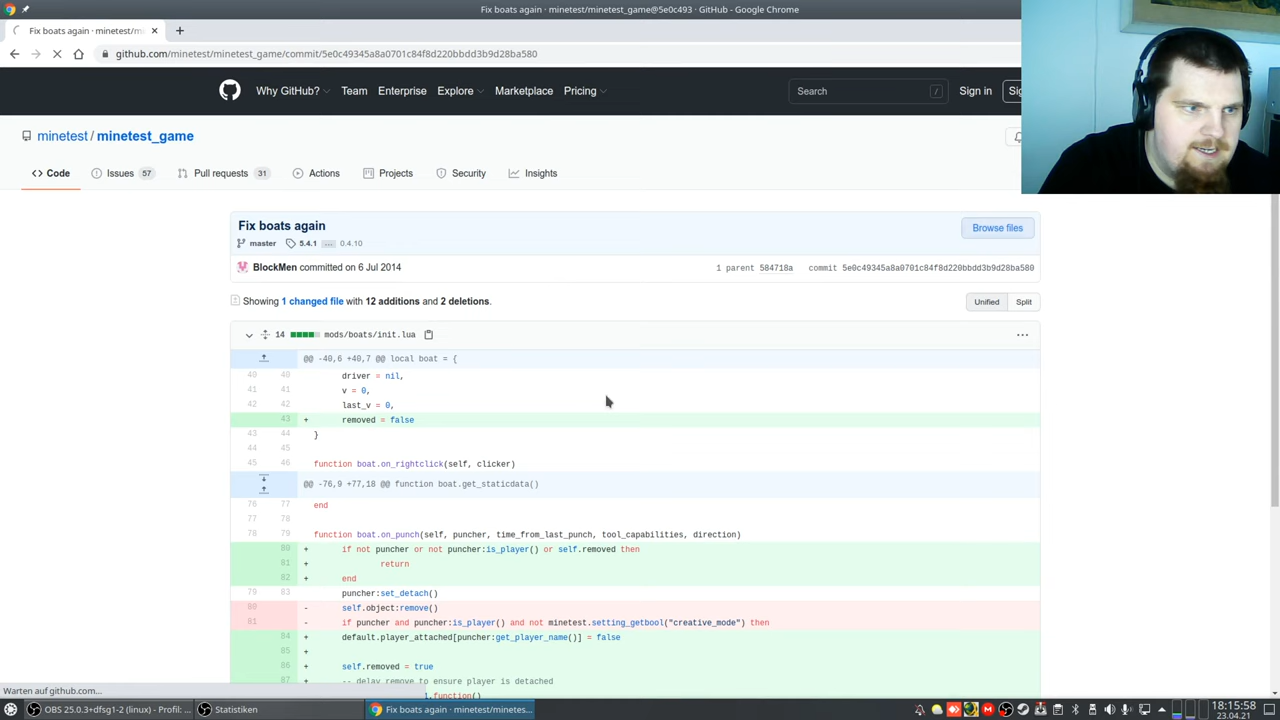 Fix boats again · minetest/minetest_game@5e0c493 · GitHub - Google Chrome
Fix boats again · minetest/mi
github.com/minetest/minetest_game/commit/5e0c49345a8a0701c84f8d220bbdd3b9d28ba580
Why GitHub? Team Enterprise Explore Marketplace Pricing Search / Sign in Sig
minetest / minetest_game
Code Issues 57 Pull requests 31 Actions Projects Security Insights
Fix boats again Browse files
master 5.4.1 ... 0.4.10
BlockMen committed on 6 Jul 2014 1 parent 584718a commit 5e0c49345a8a0701c84f8d220bbdd3b9d28ba580
Showing 1 changed file with 12 additions and 2 deletions. Unified Split
14 mods/boats/init.lua ...
@@ -40,6 +40,7 @@ local boat = {
40 40 driver = nil,
41 41 v = 0,
42 42 last_v = 0,
43 + removed = false
43 44 }
44 45
45 46 function boat.on_rightclick(self, clicker)
@@ -76,9 +77,18 @@ function boat.get_staticdata()
76 77 end
77 78
78 79 function boat.on_punch(self, puncher, time_from_last_punch, tool_capabilities, direction)
80 + if not puncher or not puncher:is_player() or self.removed then
81 + return
82 + end
79 83 puncher:set_detach()
80 - self.object:remove()
81 - if puncher and puncher:is_player() and not minetest.setting_getbool("creative_mode") then
84 + default.player_attached[puncher:get_player_name()] = false
85 +
86 + self.removed = true
87 -- delay remove to ensure player is detached
.function()
Warten auf github.com...
OBS 25.0.3+dfsg1-2 (linux) - Profil: ... Statistiken Fix boats again · minetest/minetes... 18:15:58
23.04.21